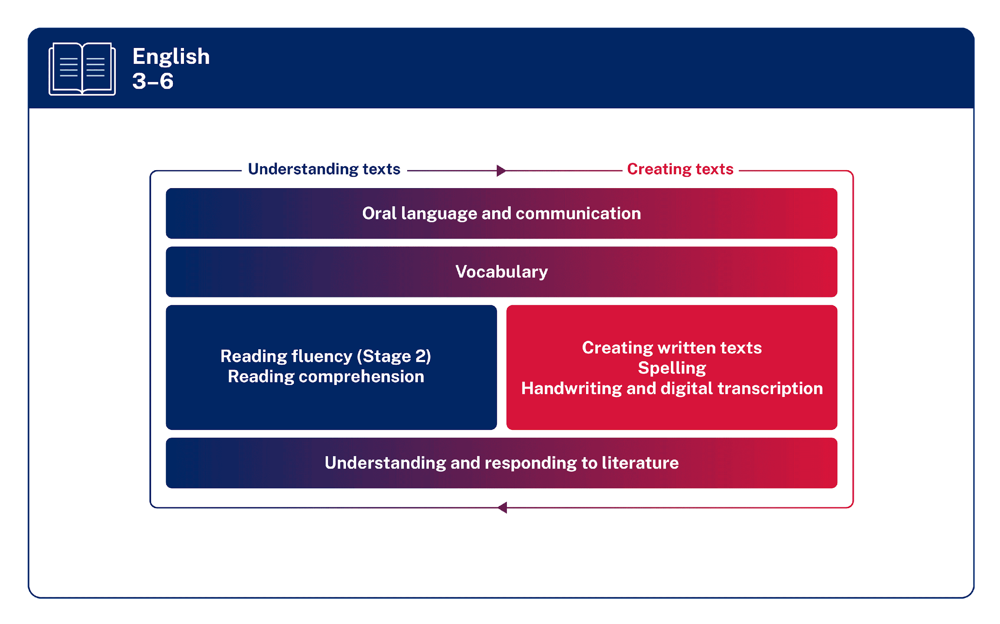 English
3–6
Understanding texts
Creating texts
Oral language and communication
Vocabulary
Reading fluency (Stage 2)
Reading comprehension
Creating written texts
Spelling
Handwriting and digital transcription
Understanding and responding to literature